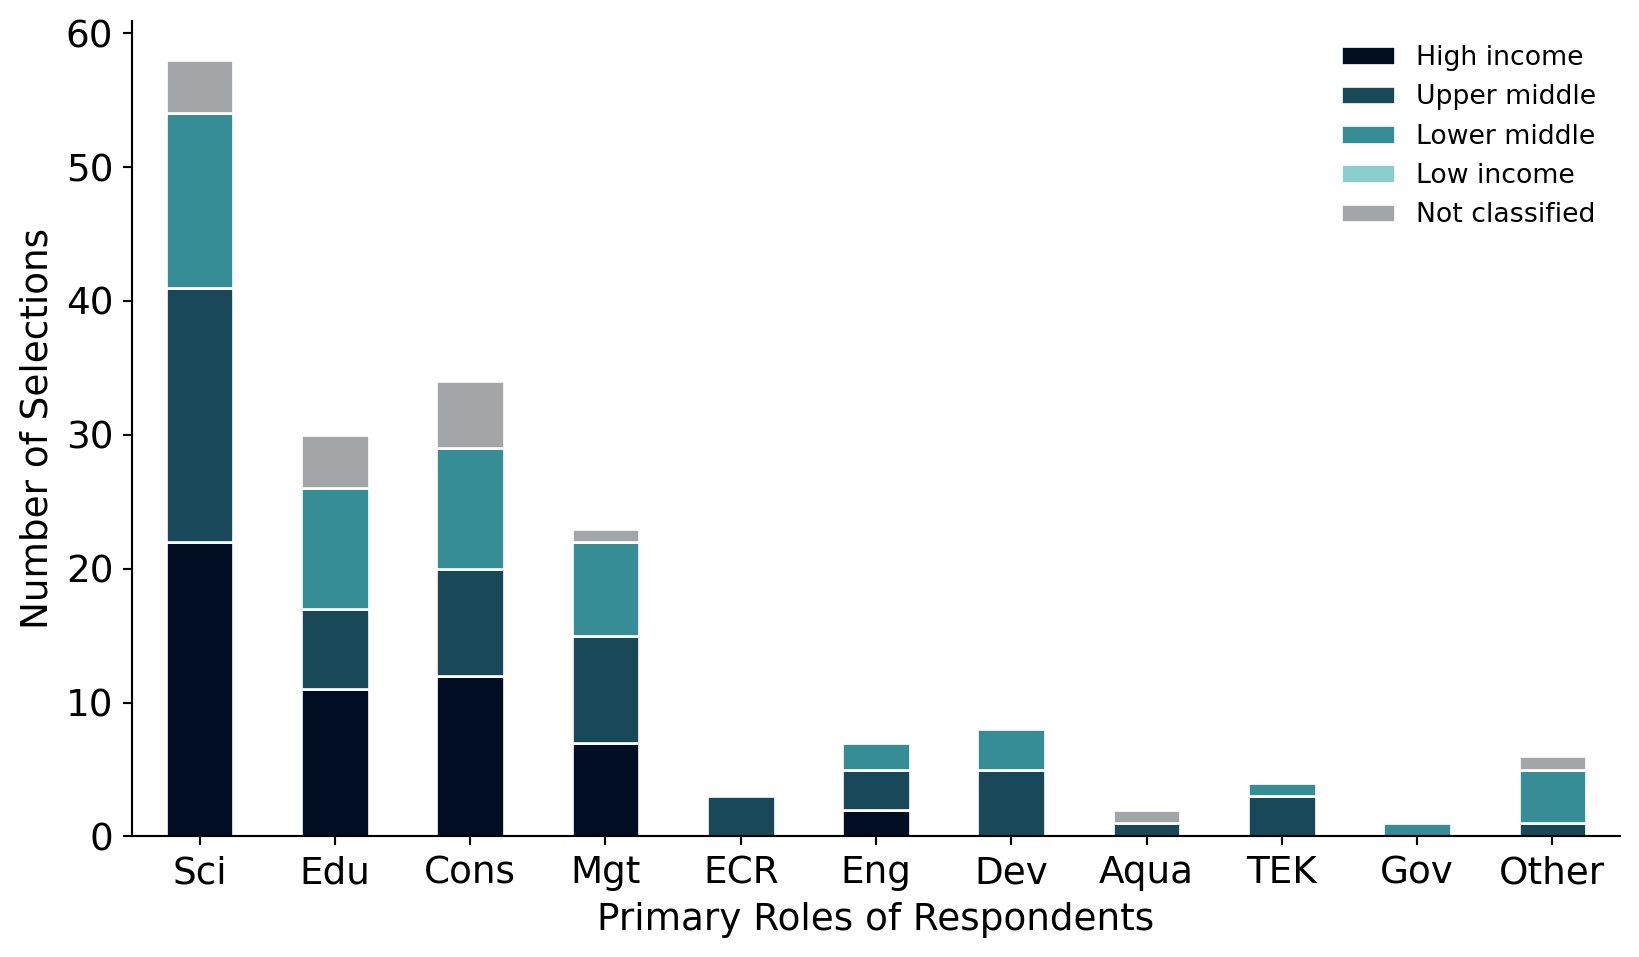 60
50
40
30
20
10
0
Number of Selections
High income
Upper middle
Lower middle
Low income
Not classified
Sci Edu Cons Mgt ECR Eng Dev Aqua TEK Gov Other
Primary Roles of Respondents